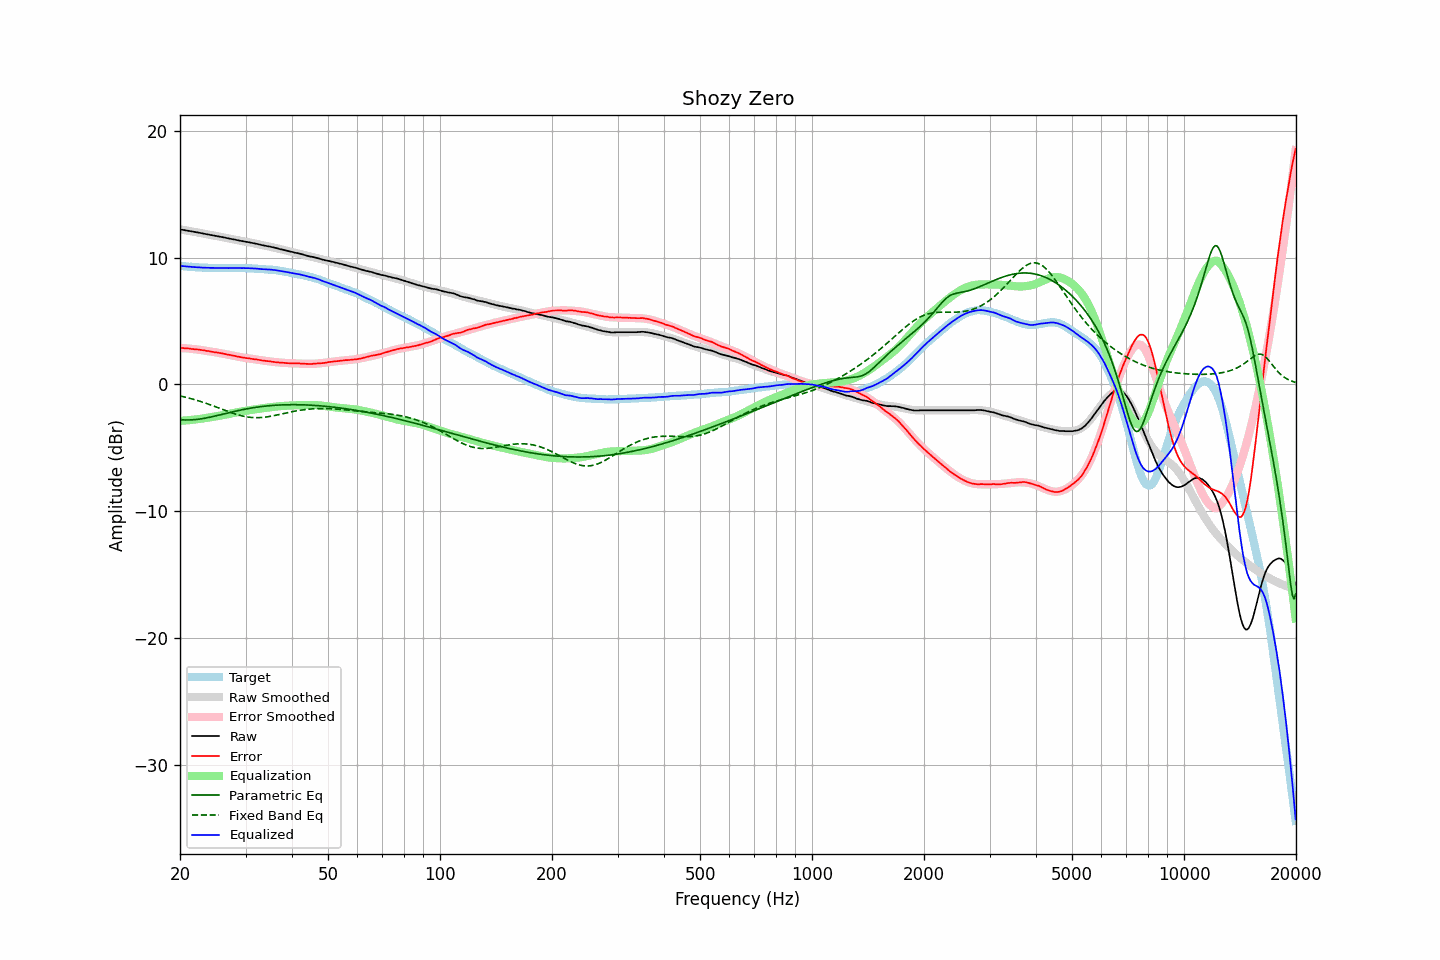 Shozy Zero
20
10
0
−10
−20
−30
Amplitude (dBr)
Target
Raw Smoothed
Error Smoothed
Raw
Error
Equalization
Parametric Eq
Fixed Band Eq
Equalized
20 50 100 200 500 1000 2000 5000 10000 20000
Frequency (Hz)